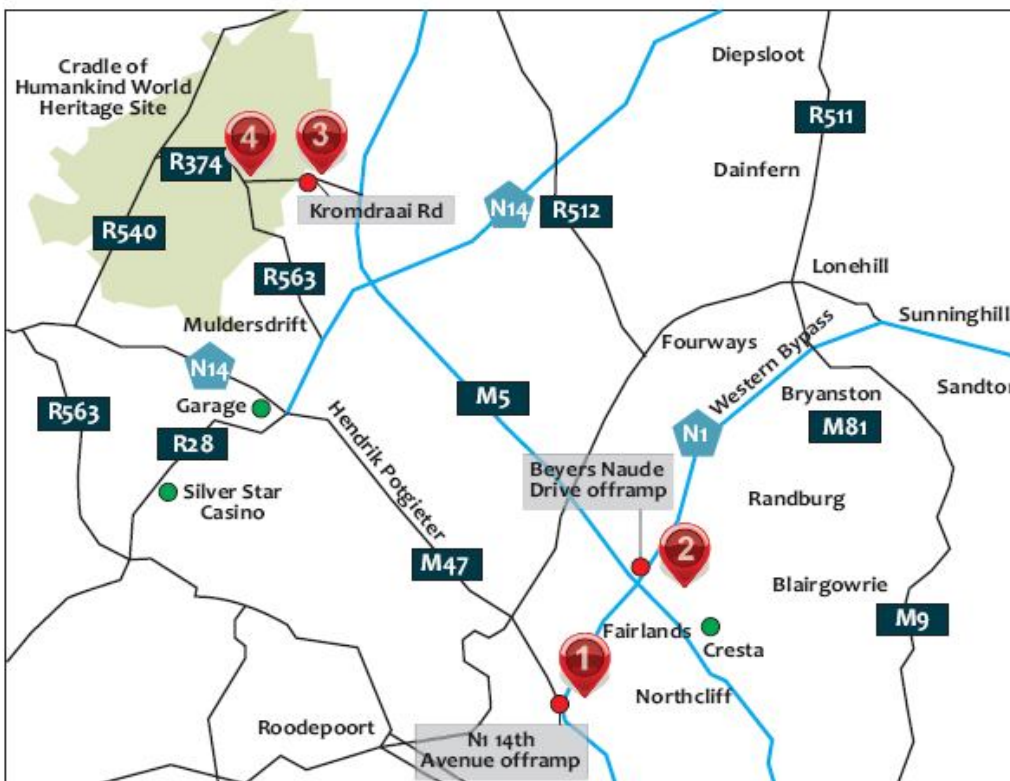 Diepsloot
Cradle of
Humankind World
Heritage Site
R511
4
3
R374
Dainfern
Kromdraai Rd
N14
R512
R540
R563
Lonehill
Muldersdrift
Sunninghill
Fourways
Western Bypass
N14
Sandton
Garage
R563
M5
Bryanston
M81
R28
Hendrik Potgieter
N1
Beyers Naude
Drive offramp
Silver Star
Casino
Randburg
2
M47
Blairgowrie
M9
Fairlands
Cresta
1
Northcliff
Roodepoort
N1 14th
Avenue offramp